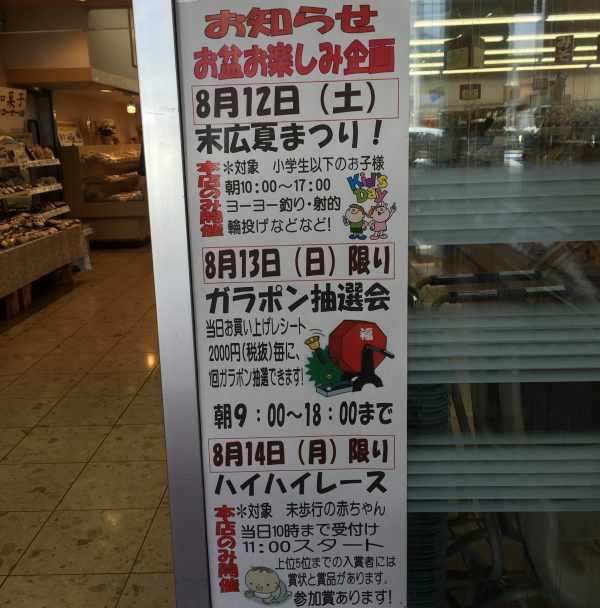 お知らせ
お盆お楽しみ企画
8月12日（土）
末広夏まつり！
本店のみ開催
＊対象　小学生以下のお子様
朝10：00～17：00
ヨーヨー釣り・射的
輪投げなどなど！
Kid's Day
8月13日（日）限り
ガラポン抽選会
当日お買い上げレシート
2000円（税抜）毎に、
1回ガラポン抽選できます！
福
朝9：00～18：00まで
8月14日（月）限り
ハイハイレース
本店のみ開催
＊対象　未歩行の赤ちゃん
当日10時まで受付け
11：00スタート
上位5位までの入賞者には
賞状と賞品があります。
参加賞あります！
和菓子
コーナー